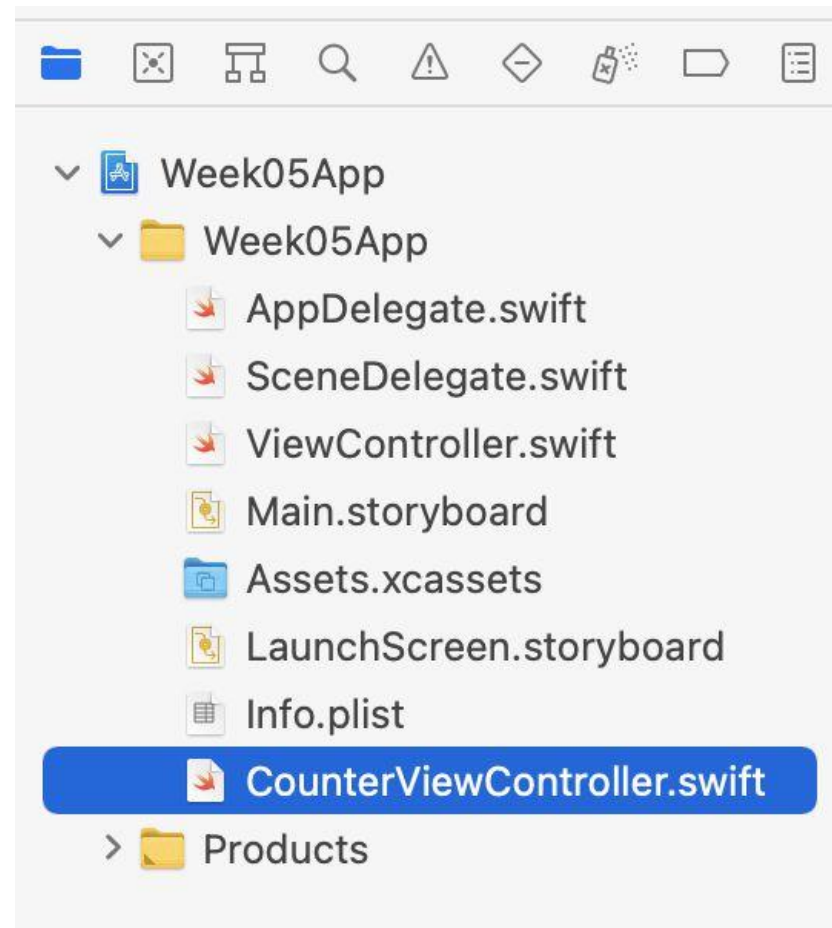 Week05App
Week05App
AppDelegate.swift
SceneDelegate.swift
ViewController.swift
Main.storyboard
Assets.xcassets
LaunchScreen.storyboard
Info.plist
CounterViewController.swift
Products